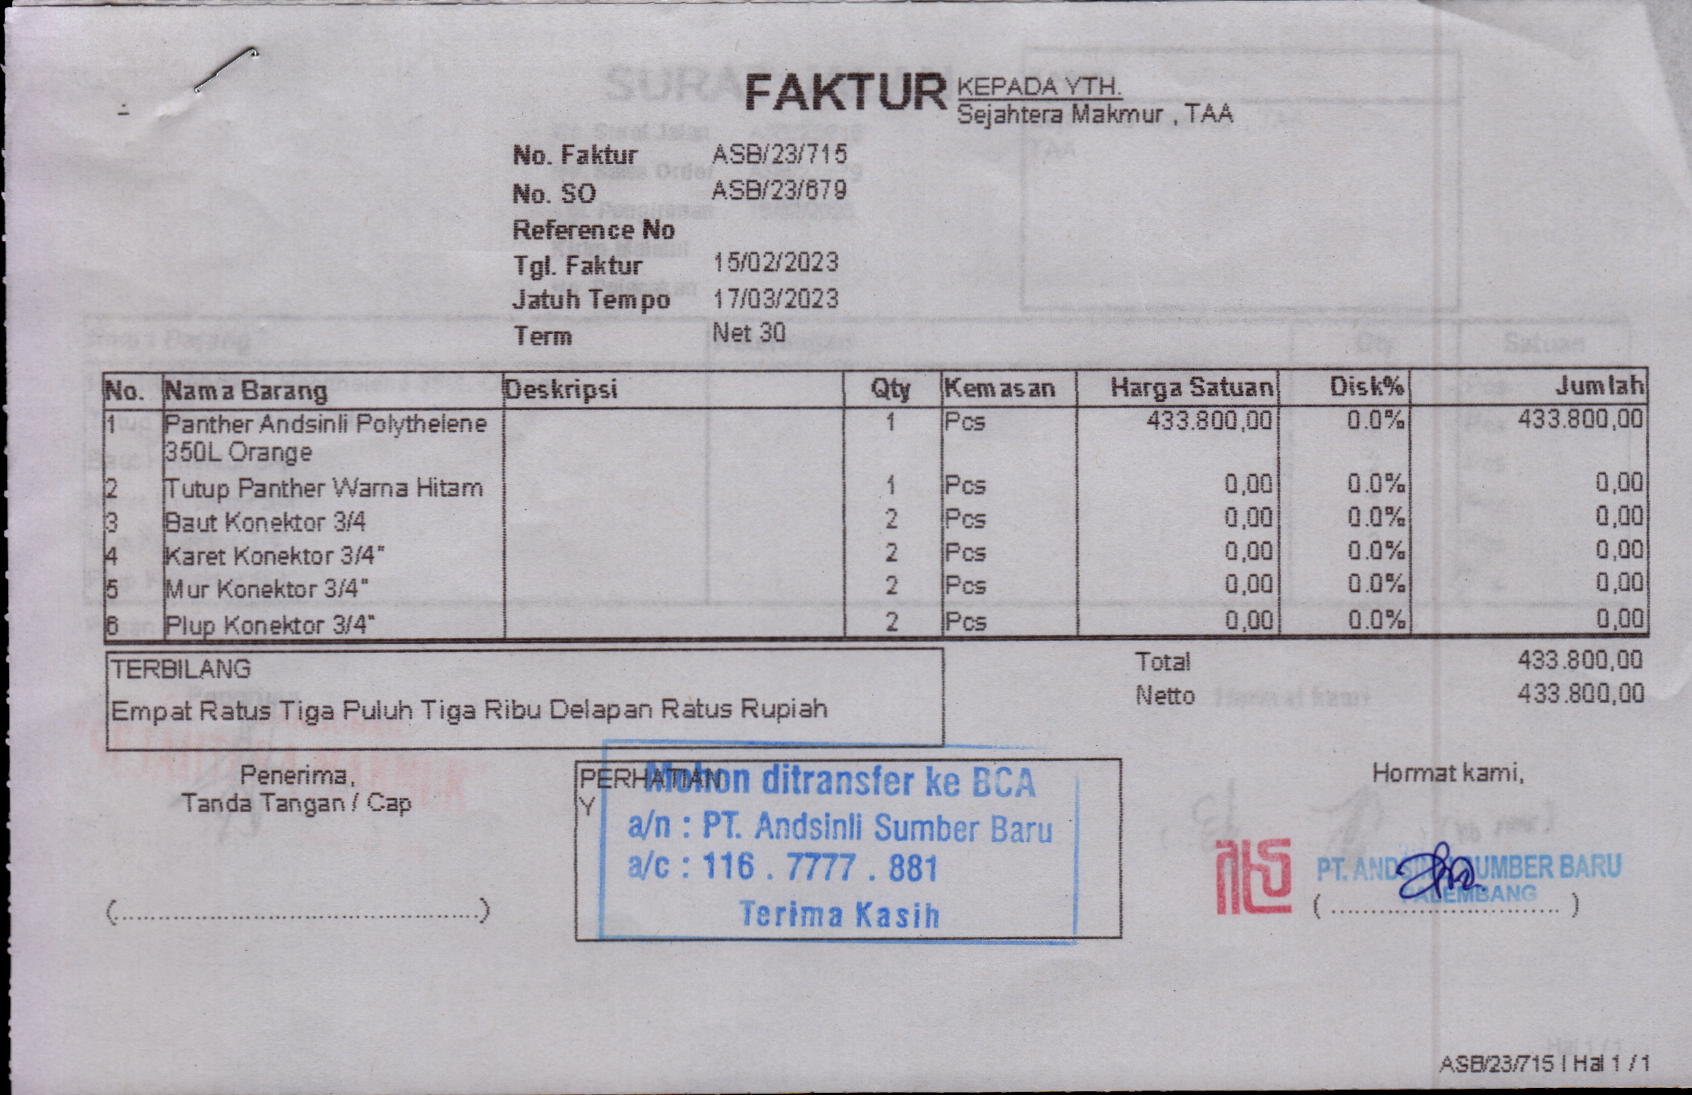 FAKTUR
KEPADA YTH.
Sejahtera Makmur , TAA
No. Faktur ASB/23/715
No. SO ASB/23/679
Reference No
Tgl. Faktur 15/02/2023
Jatuh Tempo 17/03/2023
Term Net 30
No. Nama Barang Deskripsi Qty Kemasan Harga Satuan Disk% Jumlah
1 Panther Andsinli Polythelene 1 Pcs 433.800,00 0.0% 433.800,00
350L Orange
2 Tutup Panther Warna Hitam 1 Pcs 0,00 0.0% 0,00
3 Baut Konektor 3/4 2 Pcs 0,00 0.0% 0,00
4 Karet Konektor 3/4" 2 Pcs 0,00 0.0% 0,00
5 Mur Konektor 3/4" 2 Pcs 0,00 0.0% 0,00
6 Plup Konektor 3/4" 2 Pcs 0,00 0.0% 0,00
TERBILANG
Empat Ratus Tiga Puluh Tiga Ribu Delapan Ratus Rupiah
Total 433.800,00
Netto 433.800,00
Penerima,
Tanda Tangan / Cap
(..........................................)
PERHATIAN
Y
Mohon ditransfer ke BCA
a/n : PT. Andsinli Sumber Baru
a/c : 116 . 7777 . 881
Terima Kasih
Hormat kami,
PT. ANDSINLI SUMBER BARU
PALEMBANG
( ............................ )
ASB/23/715 | Hal 1 / 1